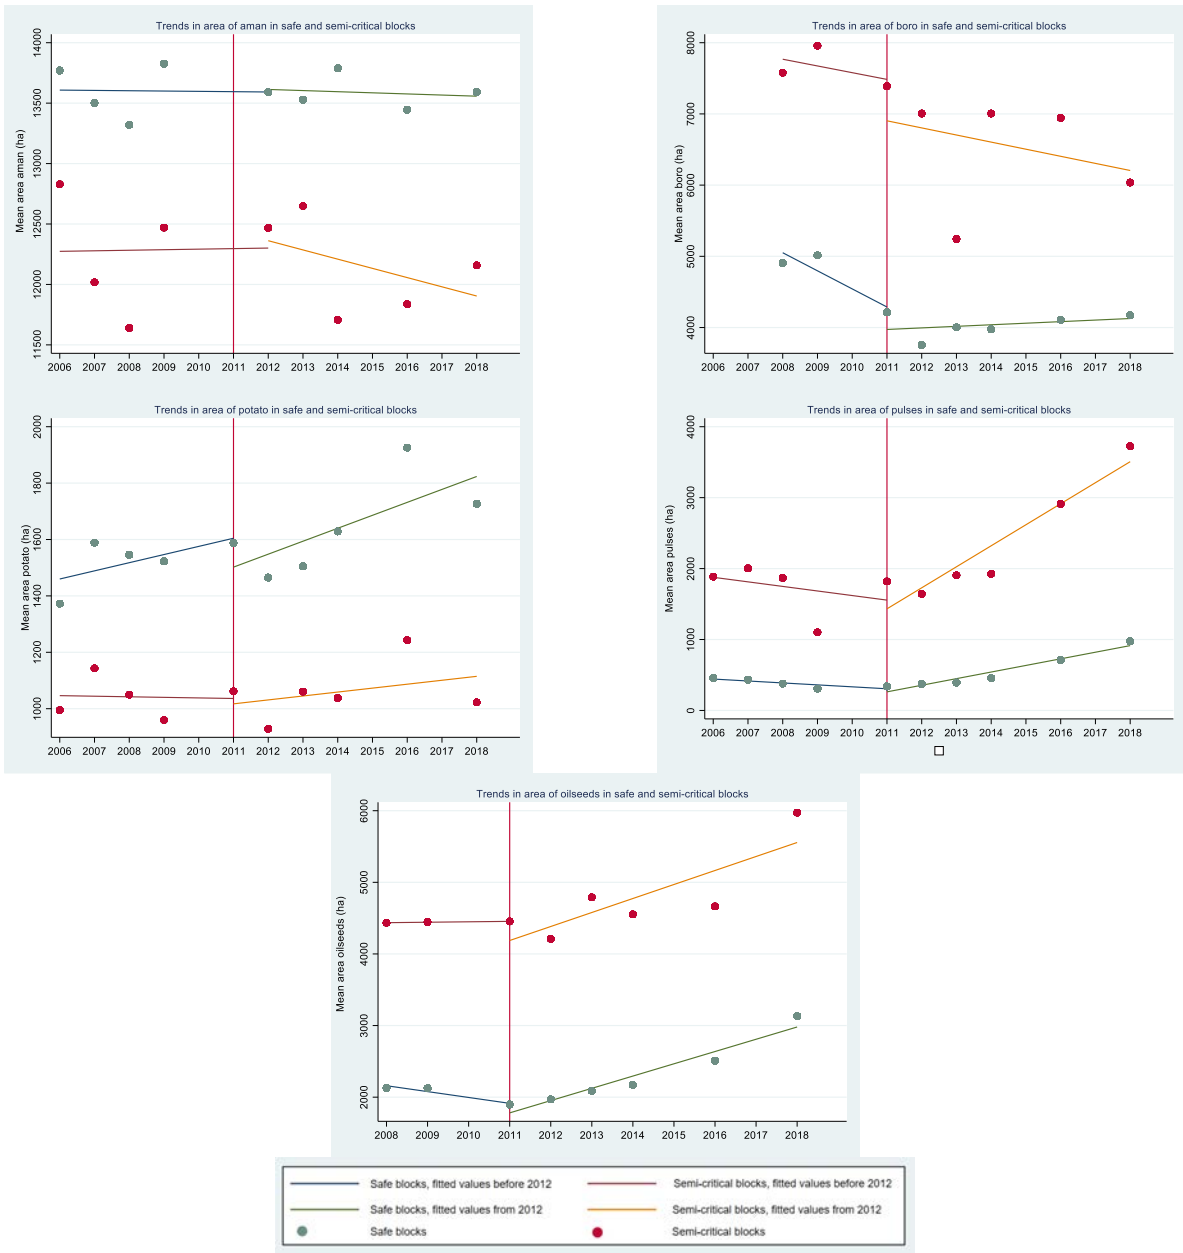 Trends in area of aman in safe and semi-critical blocks
Mean area aman (ha)
14000
13500
13000
12500
12000
11500
2006 2007 2008 2009 2010 2011 2012 2013 2014 2015 2016 2017 2018
Trends in area of boro in safe and semi-critical blocks
Mean area boro (ha)
8000
7000
6000
5000
4000
2006 2007 2008 2009 2010 2011 2012 2013 2014 2015 2016 2017 2018
Trends in area of potato in safe and semi-critical blocks
Mean area potato (ha)
2000
1800
1600
1400
1200
1000
2006 2007 2008 2009 2010 2011 2012 2013 2014 2015 2016 2017 2018
Trends in area of pulses in safe and semi-critical blocks
Mean area pulses (ha)
4000
3000
2000
1000
0
2006 2007 2008 2009 2010 2011 2012 2013 2014 2015 2016 2017 2018
Trends in area of oilseeds in safe and semi-critical blocks
Mean area oilseeds (ha)
6000
5000
4000
3000
2000
2008 2009 2010 2011 2012 2013 2014 2015 2016 2017 2018
Safe blocks, fitted values before 2012 Semi-critical blocks, fitted values before 2012
Safe blocks, fitted values from 2012 Semi-critical blocks, fitted values from 2012
Safe blocks Semi-critical blocks